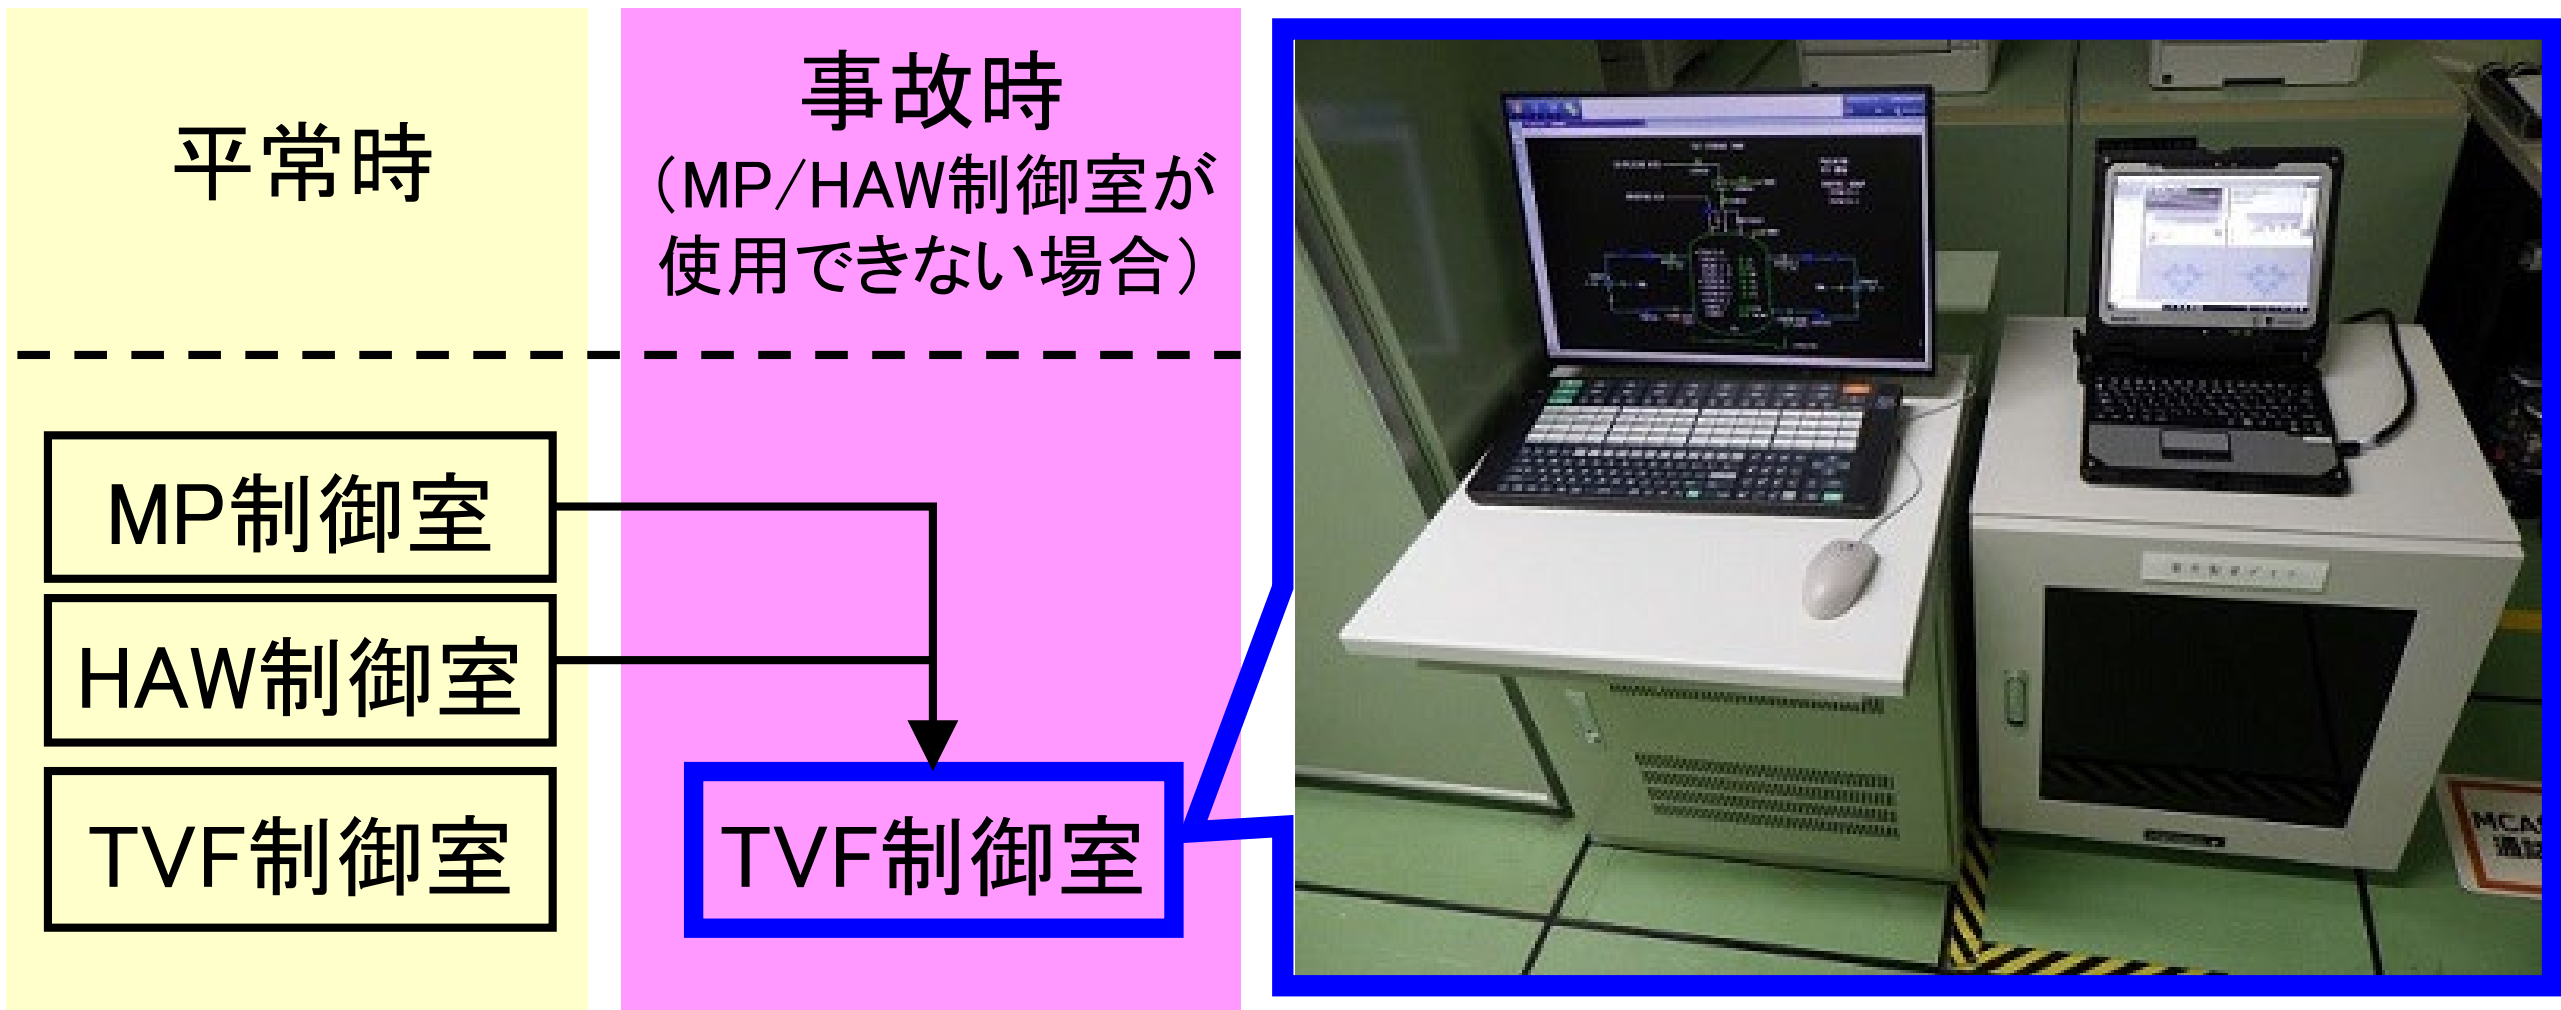 平常時
事故時
（MP/HAW制御室が
使用できない場合）
MP制御室
HAW制御室
TVF制御室
TVF制御室